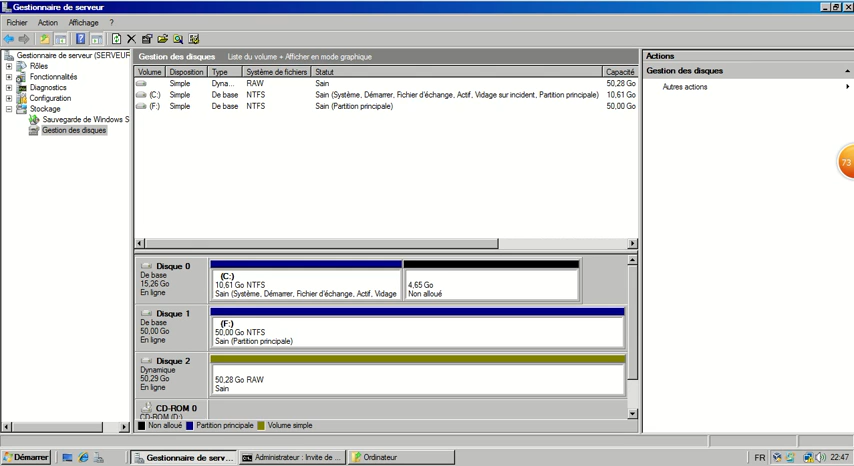 Gestionnaire de serveur
Fichier Action Affichage ?
Gestionnaire de serveur (SERVEUR
Rôles
Fonctionnalités
Diagnostics
Configuration
Stockage
Sauvegarde de Windows S
Gestion des disques
Gestion des disques Liste du volume + Afficher en mode graphique
Volume Disposition Type Système de fichiers Statut Capacité
Simple Dyna... RAW Sain 50,28 Go
(C:) Simple De base NTFS Sain (Système, Démarrer, Fichier d'échange, Actif, Vidage sur incident, Partition principale) 10,61 Go
(F:) Simple De base NTFS Sain (Partition principale) 50,00 Go
Disque 0
De base
15,26 Go
En ligne
(C:)
10,61 Go NTFS
Sain (Système, Démarrer, Fichier d'échange, Actif, Vidage
4,65 Go
Non alloué
Disque 1
De base
50,00 Go
En ligne
(F:)
50,00 Go NTFS
Sain (Partition principale)
Disque 2
Dynamique
50,29 Go
En ligne
50,28 Go RAW
Sain
CD-ROM 0
CD-ROM (D:)
Non alloué Partition principale Volume simple
Actions
Gestion des disques
Autres actions
73
Démarrer
Gestionnaire de serv...
Administrateur : Invite de ...
Ordinateur
FR
22:47